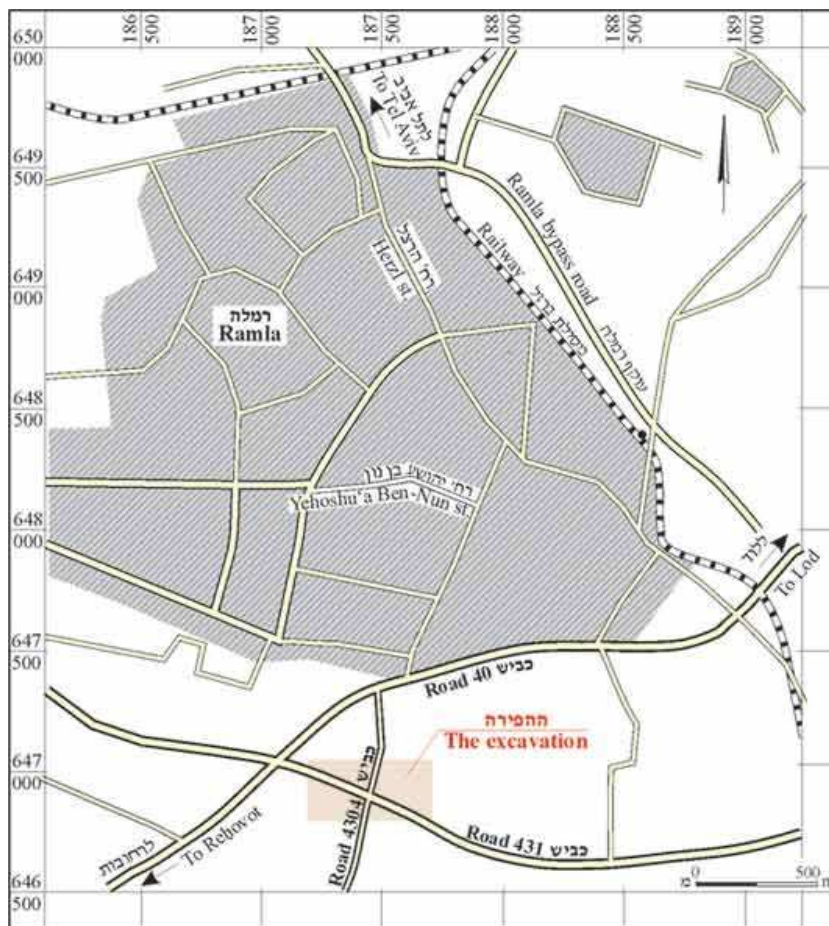 186
500
187
000
187
500
188
000
188
500
189
000
650
000
649
500
649
000
648
500
648
000
647
500
647
000
646
500
לתל אביב
To Tel Aviv
רח' הרצל
Herzl st.
Railway
מסילת ברזל
Ramla bypass road
עוקף רמלה
רמלה
Ramla
רח' יהושע בן נון
Yehoshu'a Ben-Nun st.
ללוד
To Lod
Road 40 כביש
החפירה
The excavation
Road 4304 כביש
Road 431 כביש
לרחובות
To Rehovot
מ 0 500 m